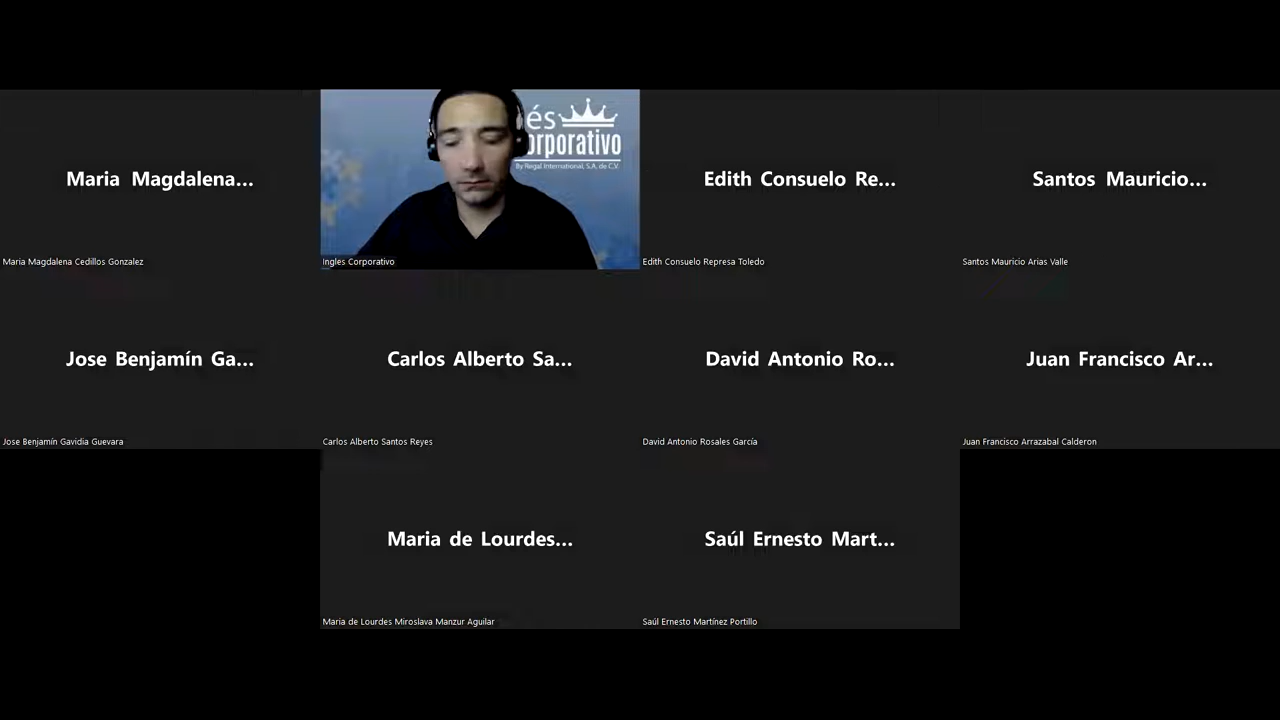 Maria Magdalena...
Maria Magdalena Cedillos Gonzalez
és
orporativo
By Regal International, S.A. de C.V.
Ingles Corporativo
Edith Consuelo Re...
Edith Consuelo Represa Toledo
Santos Mauricio...
Santos Mauricio Arias Valle
Jose Benjamín Ga...
Jose Benjamín Gavidia Guevara
Carlos Alberto Sa...
Carlos Alberto Santos Reyes
David Antonio Ro...
David Antonio Rosales García
Juan Francisco Ar...
Juan Francisco Arrazabal Calderon
Maria de Lourdes...
Maria de Lourdes Miroslava Manzur Aguilar
Saúl Ernesto Mart...
Saúl Ernesto Martínez Portillo